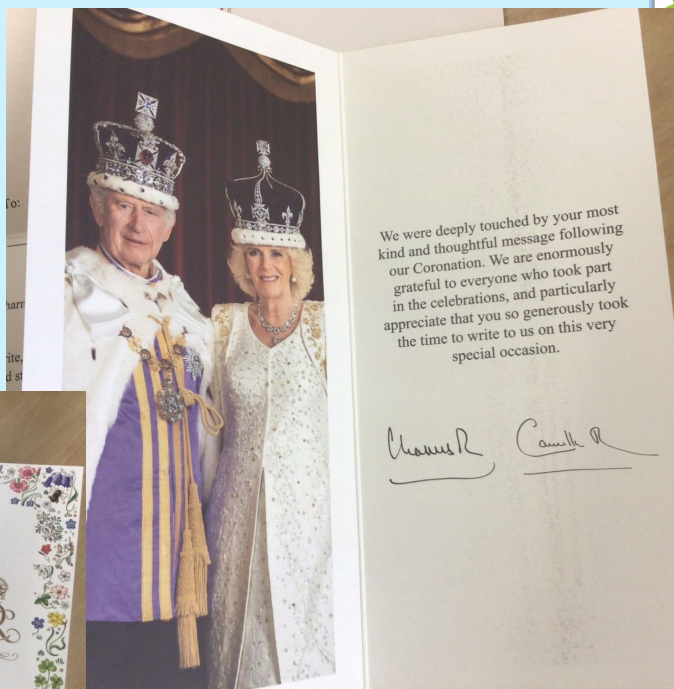 To:
We were deeply touched by your most
kind and thoughtful message following
our Coronation. We are enormously
grateful to everyone who took part
in the celebrations, and particularly
appreciate that you so generously took
the time to write to us on this very
special occasion.
Charles R
Camilla R